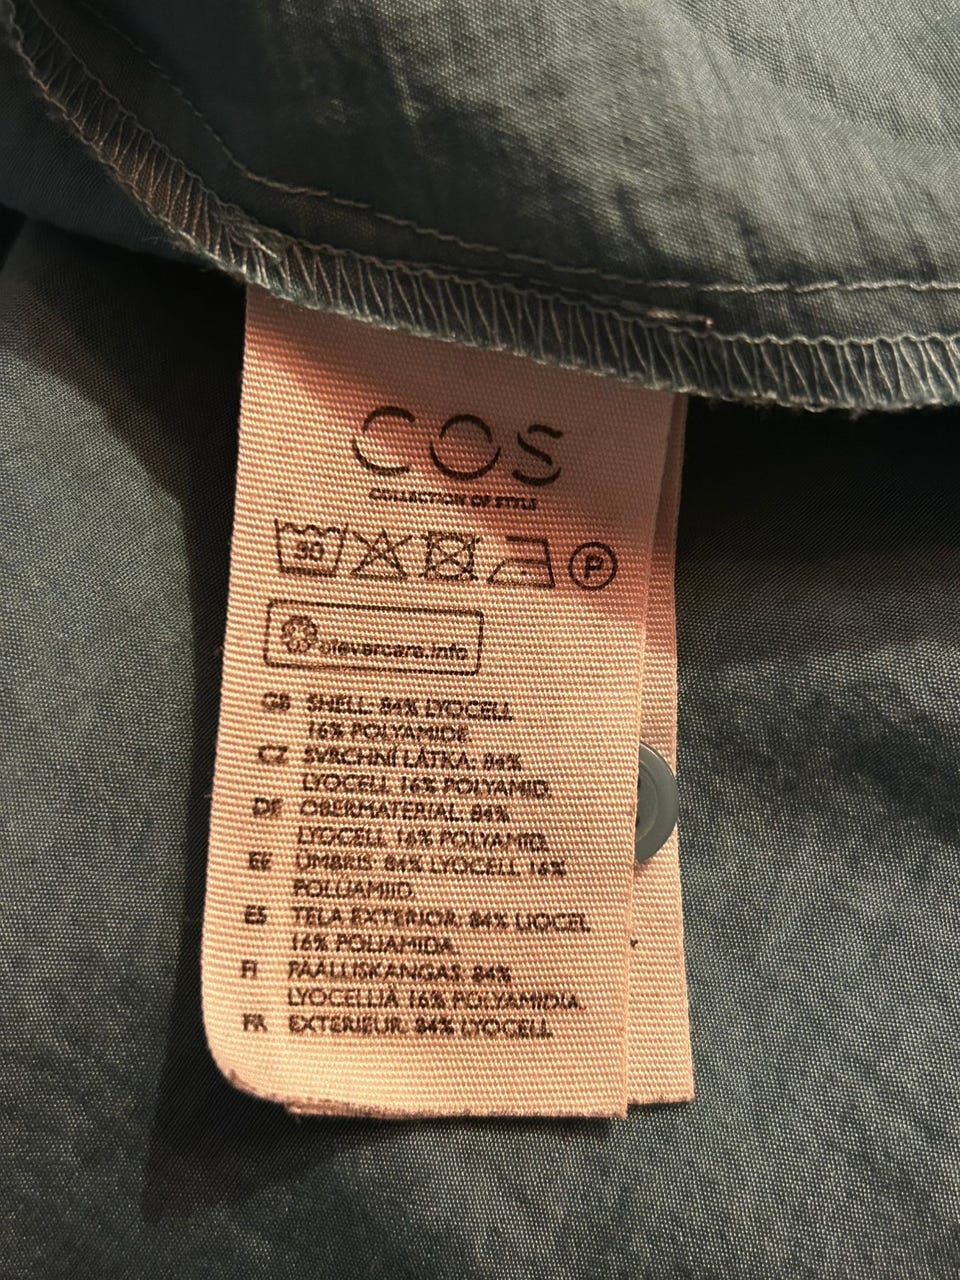 COS
COLLECTION OF STYLE
30
P
clevercare.info
GB SHELL: 84% LYOCELL
16% POLYAMIDE
CZ SVRCHNÍ LÁTKA: 84%
LYOCELL 16% POLYAMID.
DE OBERMATERIAL: 84%
LYOCELL 16% POLYAMID.
EE ÜMBRIS: 84% LYOCELL 16%
POLÜAMIID.
ES TELA EXTERIOR: 84% LIOCEL
16% POLIAMIDA.
FI PÄÄLLISKANGAS: 84%
LYOCELLIÄ 16% POLYAMIDIA.
FR EXTERIEUR: 84% LYOCELL